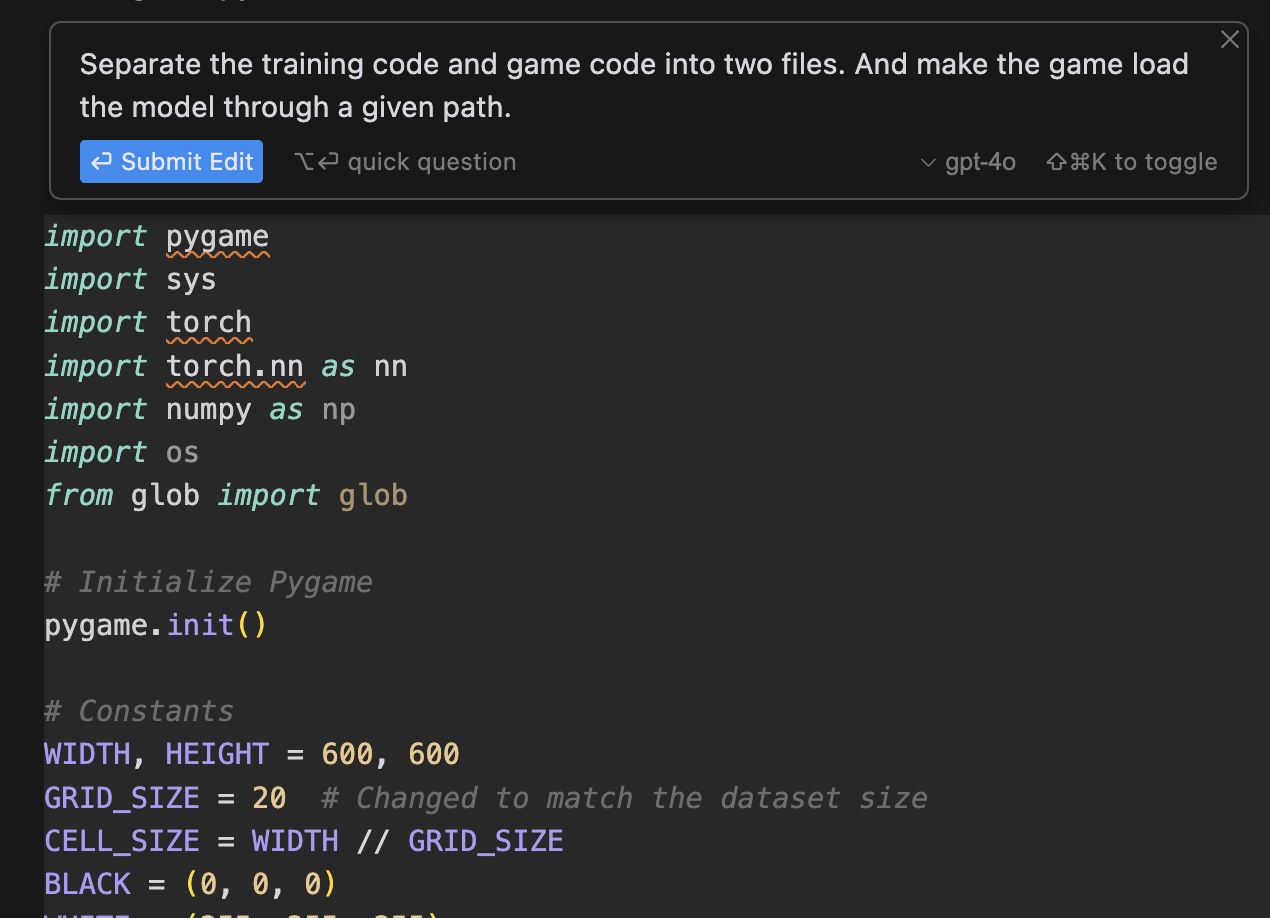 Separate the training code and game code into two files. And make the game load
the model through a given path.
⏎ Submit Edit ⌥⏎ quick question gpt-4o ⇧⌘K to toggle
import pygame
import sys
import torch
import torch.nn as nn
import numpy as np
import os
from glob import glob
# Initialize Pygame
pygame.init()
# Constants
WIDTH, HEIGHT = 600, 600
GRID_SIZE = 20  # Changed to match the dataset size
CELL_SIZE = WIDTH // GRID_SIZE
BLACK = (0, 0, 0)